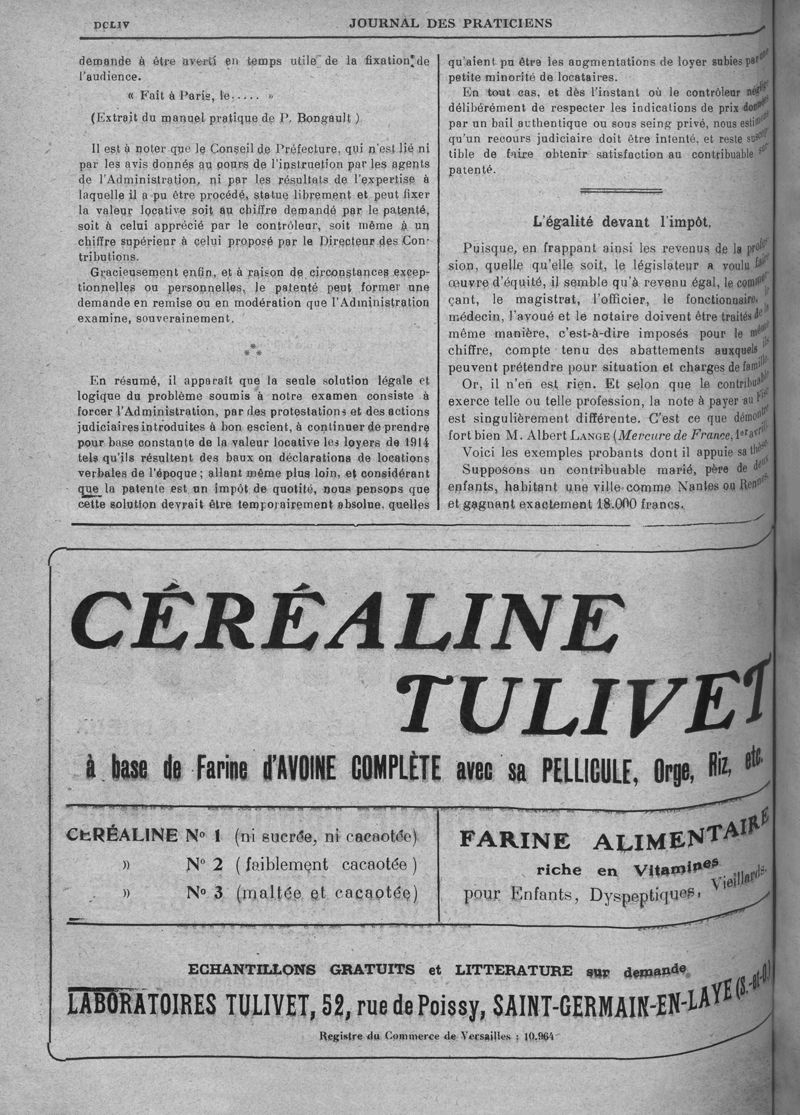 DCLIV
JOURNAL DES PRATICIENS
demande à être averti en temps utile de la fixation de
l'audience.
« Fait à Paris, le..... »
(Extrait du manuel pratique de P. Bongault).
Il est à noter que le Conseil de Préfecture, qui n'est lié ni
par les avis donnés au cours de l'instruction par les agents
de l'Administration, ni par les résultats de l'expertise à
laquelle il a pu être procédé, statue librement et peut fixer
la valeur locative soit au chiffre demandé par le patenté,
soit à celui apprécié par le contrôleur, soit même à un
chiffre supérieur à celui proposé par le Directeur des Con-
tributions.
Gracieusement enfin, et à raison de circonstances excep-
tionnelles ou personnelles, le patenté peut former une
demande en remise ou en modération que l'Administration
examine, souverainement.
En résumé, il apparaît que la seule solution légale et
logique du problème soumis à notre examen consiste à
forcer l'Administration, par des protestations et des actions
judiciaires introduites à bon escient, à continuer de prendre
pour base constante de la valeur locative les loyers de 1914
tels qu'ils résultent des baux ou déclarations de locations
verbales de l'époque ; allant même plus loin, et considérant
que la patente est un impôt de quotité, nous pensons que
cette solution devrait être temporairement absolue, quelles
qu'aient pu être les augmentations de loyer subies par une
petite minorité de locataires.
En tout cas, et dès l'instant où le contrôleur néglige
délibérément de respecter les indications de prix données
par un bail authentique ou sous seing privé, nous estimons
qu'un recours judiciaire doit être intenté, et reste suscep-
tible de faire obtenir satisfaction au contribuable sur
patenté.
L'égalité devant l'impôt.
Puisque, en frappant ainsi les revenus de la profes-
sion, quelle qu'elle soit, le législateur a voulu faire
œuvre d'équité, il semble qu'à revenu égal, le commer-
çant, le magistrat, l'officier, le fonctionnaire, le
médecin, l'avoué et le notaire doivent être traités de la
même manière, c'est-à-dire imposés pour le même
chiffre, compte tenu des abattements auxquels ils
peuvent prétendre pour situation et charges de famille.
Or, il n'en est rien. Et selon que le contribuable
exerce telle ou telle profession, la note à payer au Fisc
est singulièrement différente. C'est ce que démontre
fort bien M. Albert LANGE (Mercure de France, 1er avril).
Voici les exemples probants dont il appuie sa thèse.
Supposons un contribuable marié, père de deux
enfants, habitant une ville comme Nantes ou Rennes
et gagnant exactement 18.000 francs.
CÉRÉALINE
TULIVET
à base de Farine d'AVOINE COMPLÈTE avec sa PELLICULE, Orge, Riz, etc.
CÉRÉALINE No 1 (ni sucrée, ni cacaotée)
» No 2 (faiblement cacaotée)
» No 3 (maltée et cacaotée)
FARINE ALIMENTAIRE
riche en Vitamines
pour Enfants, Dyspeptiques, Vieillards.
ECHANTILLONS GRATUITS et LITTERATURE sur demande
LABORATOIRES TULIVET, 52, rue de Poissy, SAINT-GERMAIN-EN-LAYE (S.-et-O.)
Registre du Commerce de Versailles : 10.964